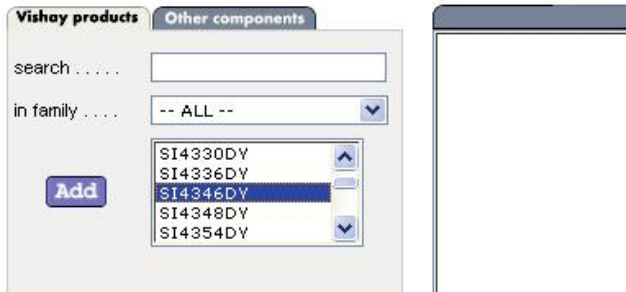 Vishay products Other components
search . . . . .
in family . . . . -- ALL --
SI4330DY
SI4336DY
Add SI4346DY
SI4348DY
SI4354DY